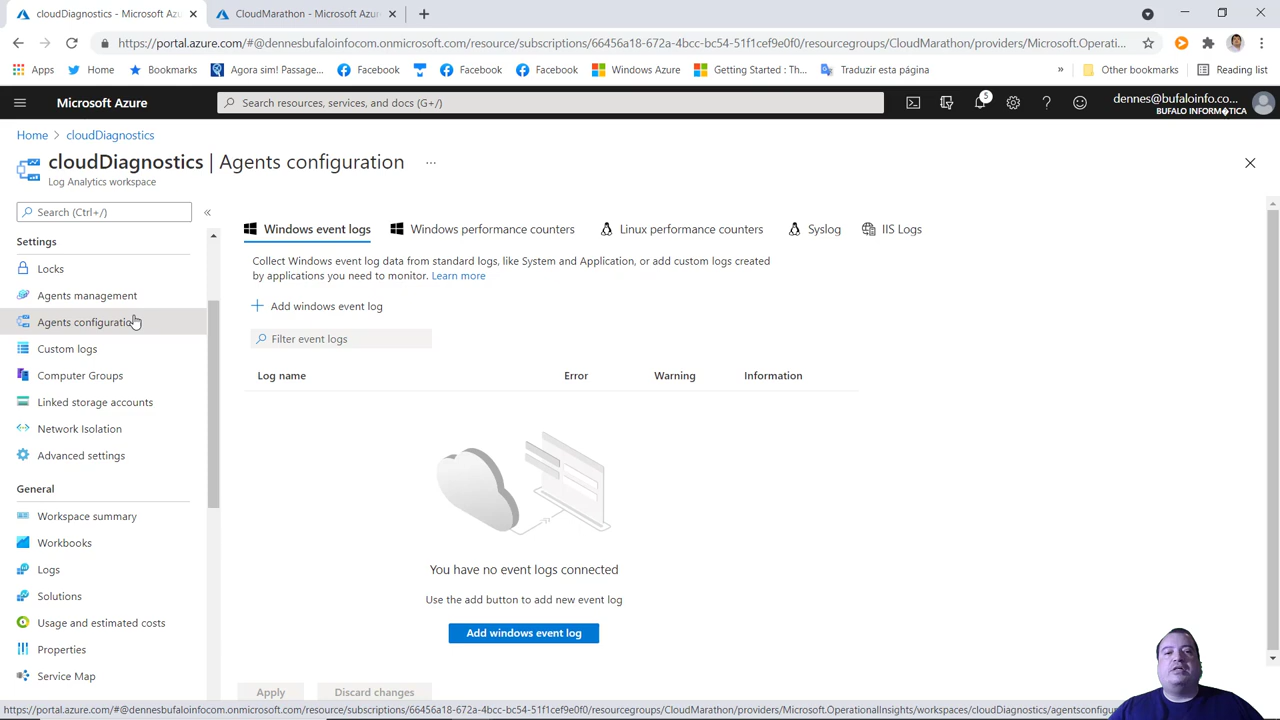 cloudDiagnostics - Microsoft Az
CloudMarathon - Microsoft Azu
https://portal.azure.com/#@dennesbufaloinfocom.onmicrosoft.com/resource/subscriptions/66456a18-672a-4bcc-bc54-51f1cef9e0f0/resourcegroups/CloudMarathon/providers/Microsoft.Operati...
Apps
Home
Bookmarks
Agora sim! Passage...
Facebook
Facebook
Facebook
Windows Azure
Getting Started : Th...
Traduzir esta página
»
Other bookmarks
Reading list
Microsoft Azure
Search resources, services, and docs (G+/)
5
dennes@bufaloinfo.co...
BUFALO INFORM�TICA
Home > cloudDiagnostics
cloudDiagnostics | Agents configuration ...
Log Analytics workspace
Search (Ctrl+/)
«
Settings
Locks
Agents management
Agents configuration
Custom logs
Computer Groups
Linked storage accounts
Network Isolation
Advanced settings
General
Workspace summary
Workbooks
Logs
Solutions
Usage and estimated costs
Properties
Service Map
Windows event logs
Windows performance counters
Linux performance counters
Syslog
IIS Logs
Collect Windows event log data from standard logs, like System and Application, or add custom logs created
by applications you need to monitor. Learn more
Add windows event log
Filter event logs
Log name
Error
Warning
Information
You have no event logs connected
Use the add button to add new event log
Add windows event log
Apply
Discard changes
https://portal.azure.com/#@dennesbufaloinfocom.onmicrosoft.com/resource/subscriptions/66456a18-672a-4bcc-bc54-51f1cef9e0f0/resourcegroups/CloudMarathon/providers/Microsoft.OperationalInsights/workspaces/cloudDiagnostics/agentsconfigur